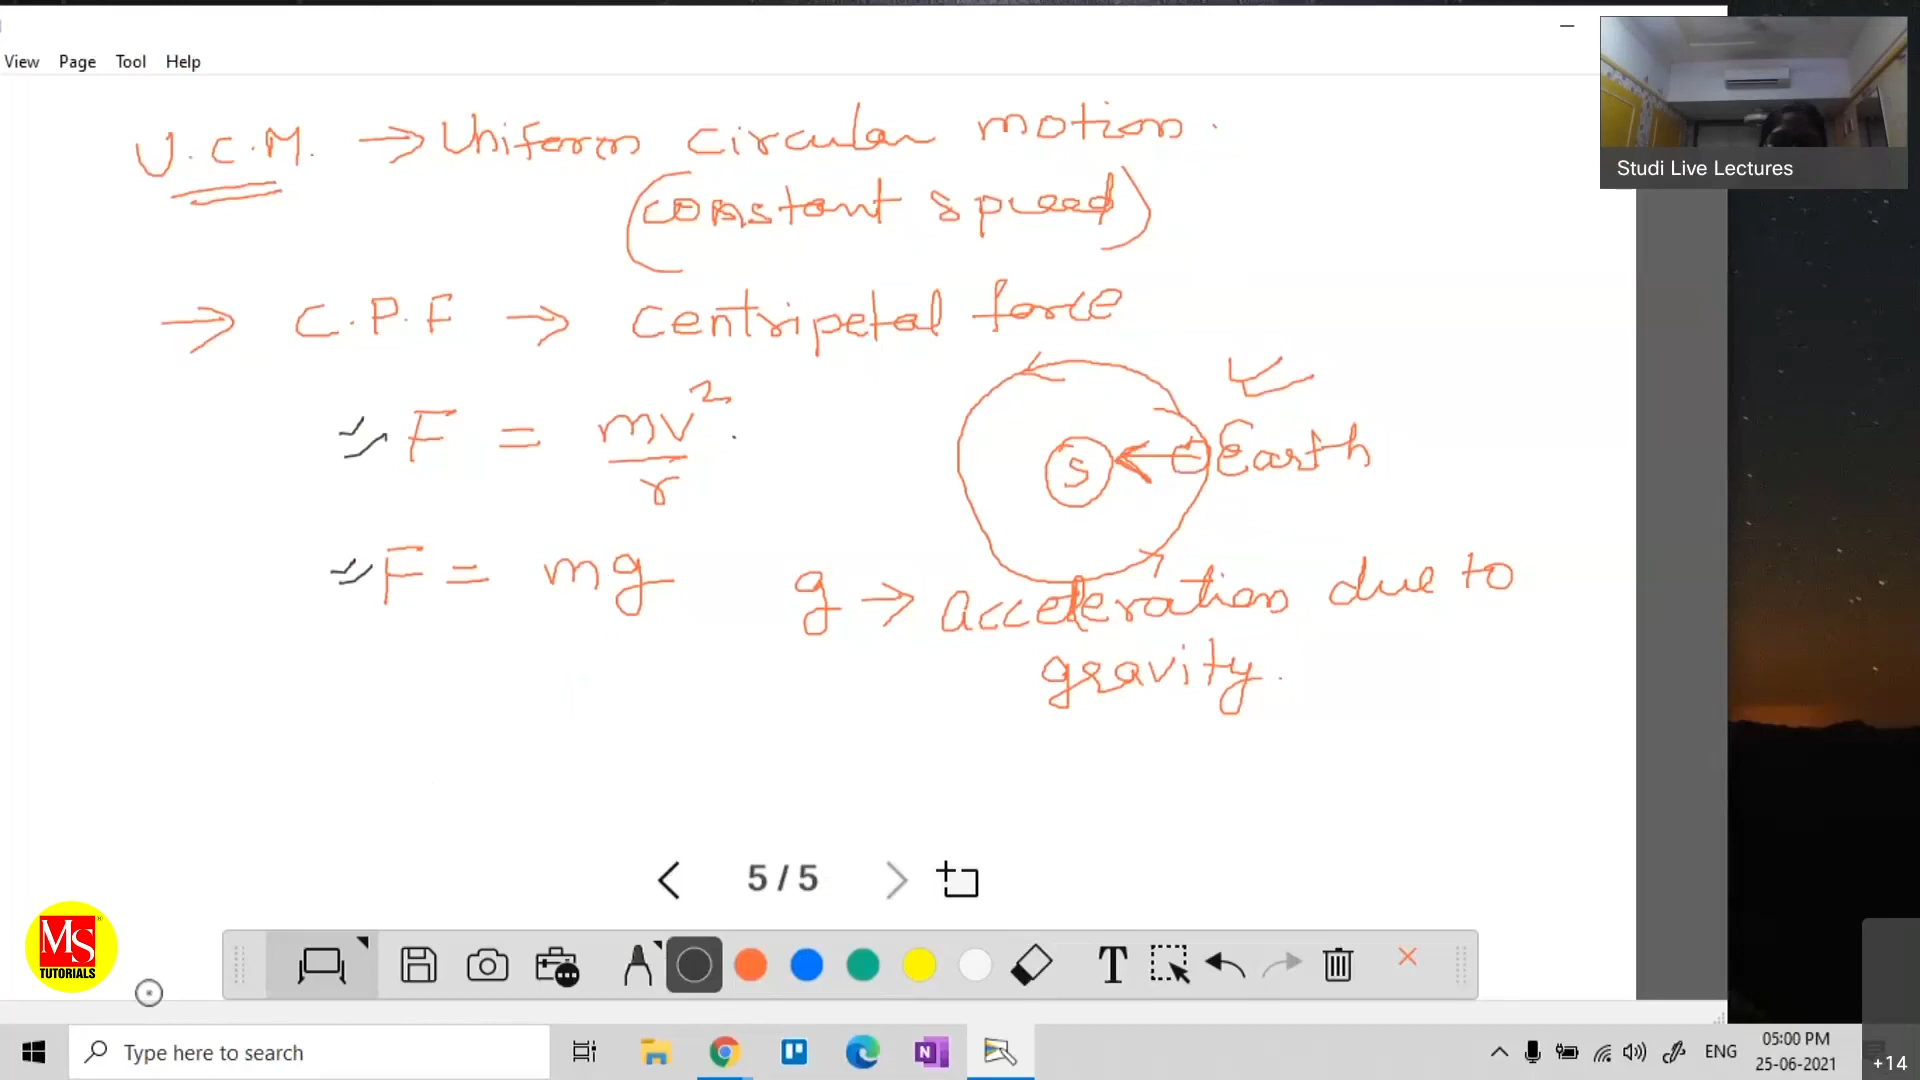 View Page Tool Help
Studi Live Lectures
U.C.M. → Uniform circular motion.
(constant speed)
→ C.P.F → centripetal force
F = mv²/r
S
Earth
F = mg
g → acceleration due to
gravity.
5 / 5
MS
TUTORIALS
T
Type here to search
N
ENG
05:00 PM
25-06-2021
+14